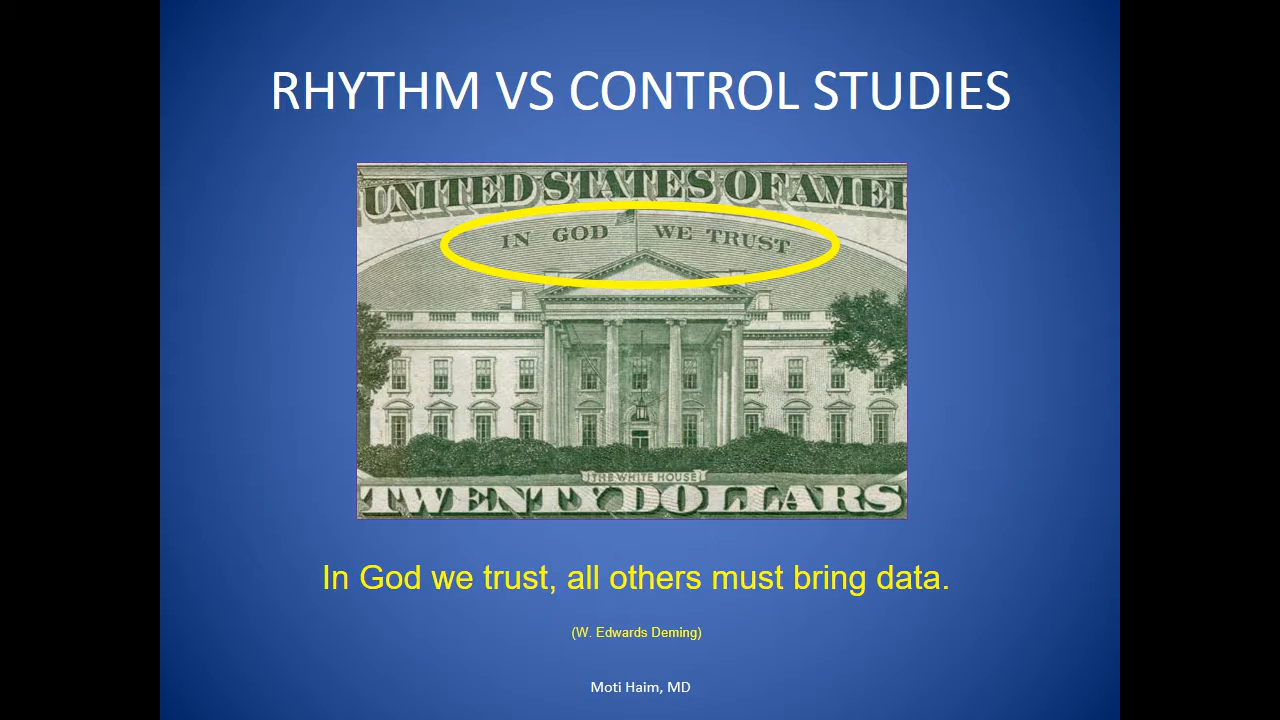 RHYTHM VS CONTROL STUDIES
UNITED STATES OF AMER
IN GOD WE TRUST
THE WHITE HOUSE
TWENTY DOLLARS
In God we trust, all others must bring data.
(W. Edwards Deming)
Moti Haim, MD